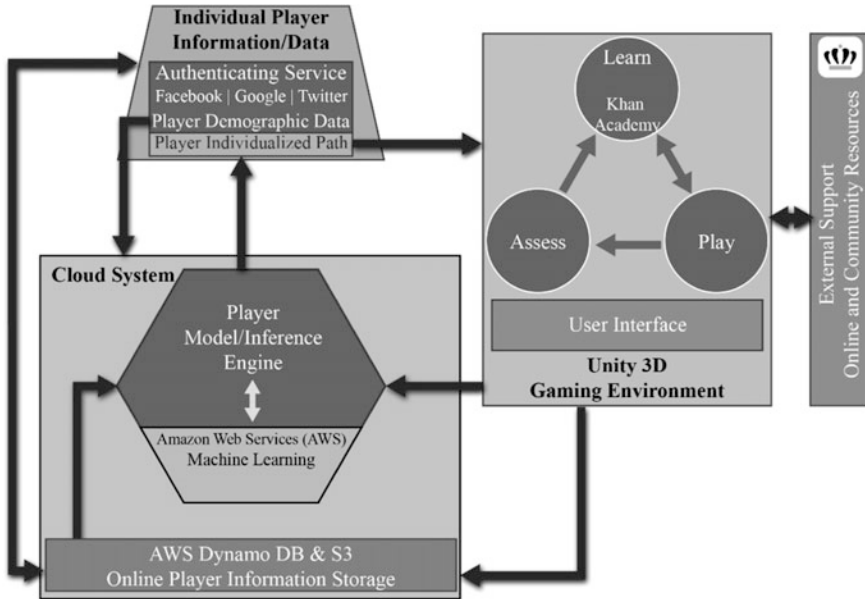 Individual Player
Information/Data
Authenticating Service
Facebook | Google | Twitter
Player Demographic Data
Player Individualized Path
Learn
Khan
Academy
Assess
Play
User Interface
Unity 3D
Gaming Environment
External Support
Online and Community Resources
Cloud System
Player
Model/Inference
Engine
Amazon Web Services (AWS)
Machine Learning
AWS Dynamo DB & S3
Online Player Information Storage